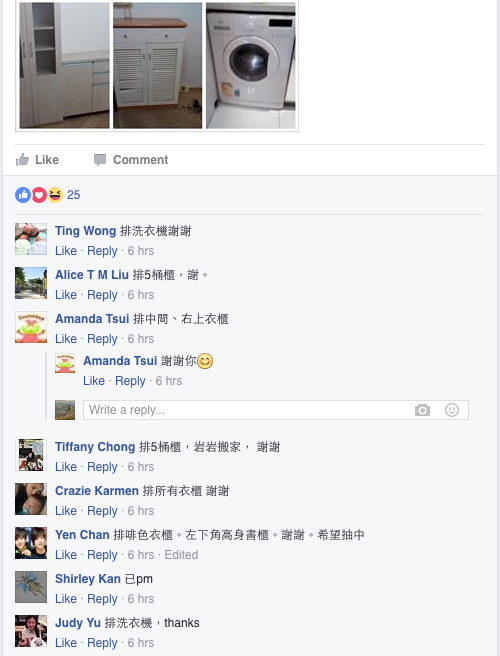 Like Comment
25
Ting Wong 排洗衣機謝謝
Like · Reply · 6 hrs
Alice T M Liu 排5桶櫃，謝。
Like · Reply · 6 hrs
Amanda Tsui 排中間、右上衣櫃
Like · Reply · 6 hrs
Amanda Tsui 謝謝你😊
Like · Reply · 6 hrs
Write a reply...
Tiffany Chong 排5桶櫃，岩岩搬家， 謝謝
Like · Reply · 6 hrs
Crazie Karmen 排所有衣櫃 謝謝
Like · Reply · 6 hrs
Yen Chan 排啡色衣櫃。左下角高身書櫃。謝謝。希望抽中
Like · Reply · 6 hrs · Edited
Shirley Kan 已pm
Like · Reply · 6 hrs
Judy Yu 排洗衣機，thanks
Like · Reply · 6 hrs